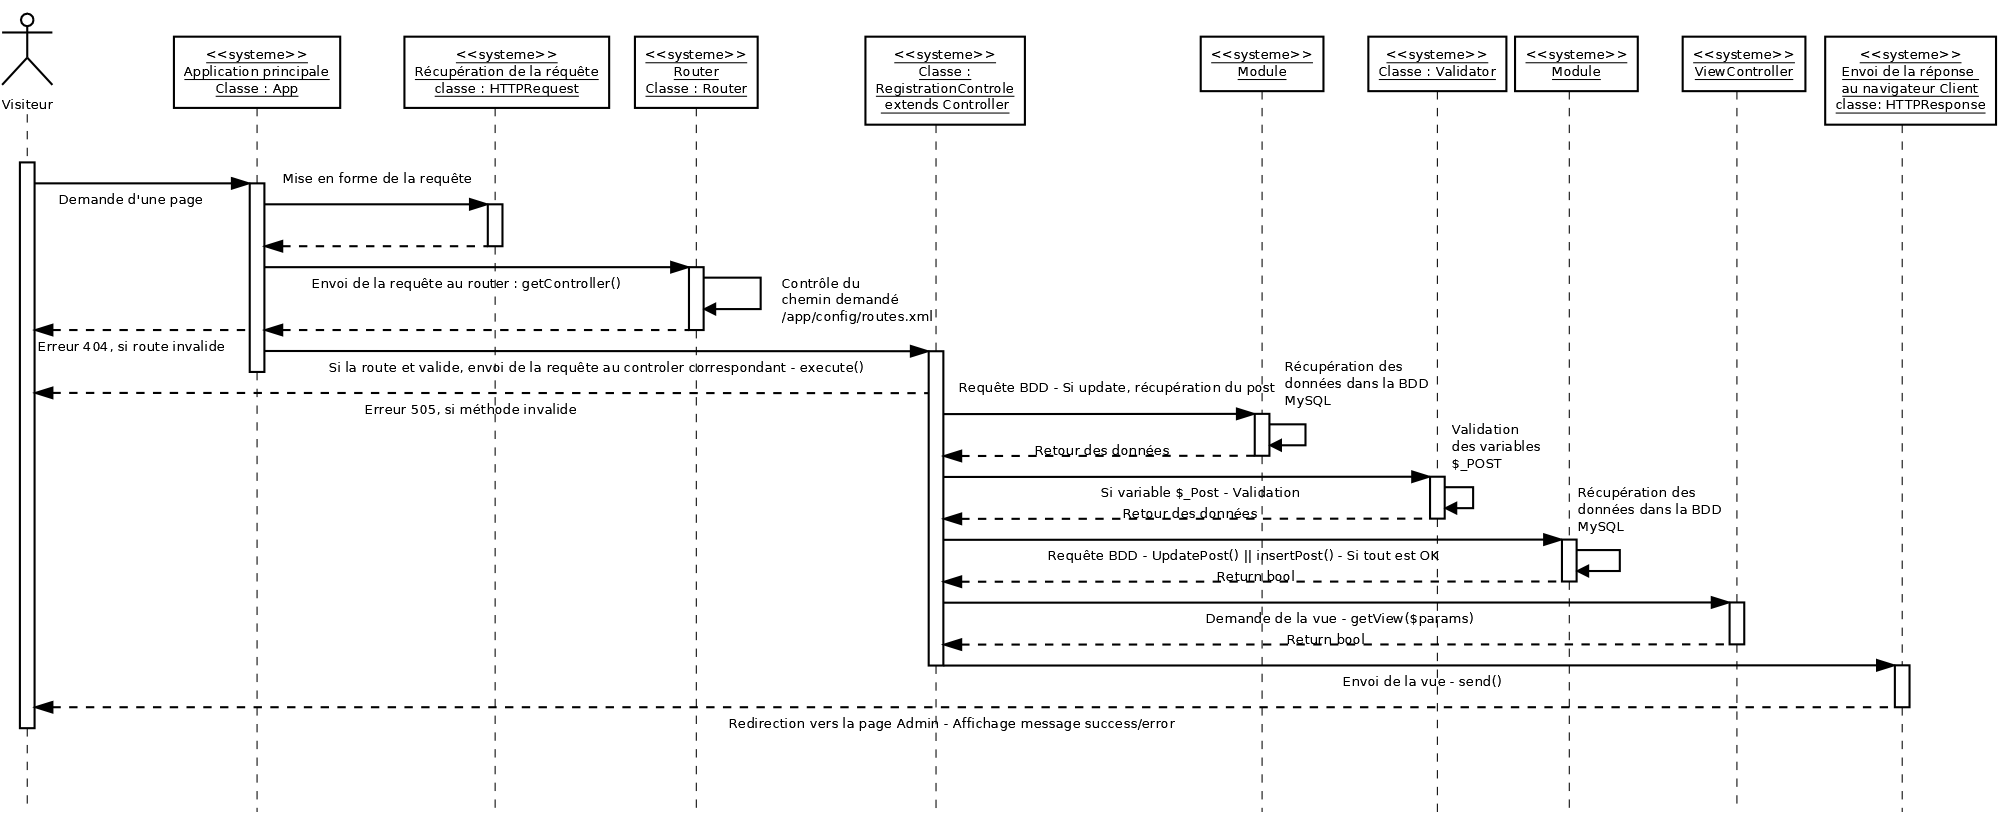 Visiteur
<<systeme>>
Application principale
Classe : App
<<systeme>>
Récupération de la réquête
classe : HTTPRequest
<<systeme>>
Router
Classe : Router
<<systeme>>
Classe :
RegistrationControle
extends Controller
<<systeme>>
Module
<<systeme>>
Classe : Validator
<<systeme>>
Module
<<systeme>>
ViewController
<<systeme>>
Envoi de la réponse
au navigateur Client
classe: HTTPResponse
Demande d'une page
Mise en forme de la requête
Envoi de la requête au router : getController()
Contrôle du
chemin demandé
/app/config/routes.xml
Erreur 404, si route invalide
Si la route et valide, envoi de la requête au controler correspondant - execute()
Erreur 505, si méthode invalide
Requête BDD - Si update, récupération du post
Récupération des
données dans la BDD
MySQL
Retour des données
Validation
des variables
$_POST
Si variable $_Post - Validation
Retour des données
Récupération des
données dans la BDD
MySQL
Requête BDD - UpdatePost() || insertPost() - Si tout est OK
Return bool
Demande de la vue - getView($params)
Return bool
Envoi de la vue - send()
Redirection vers la page Admin - Affichage message success/error